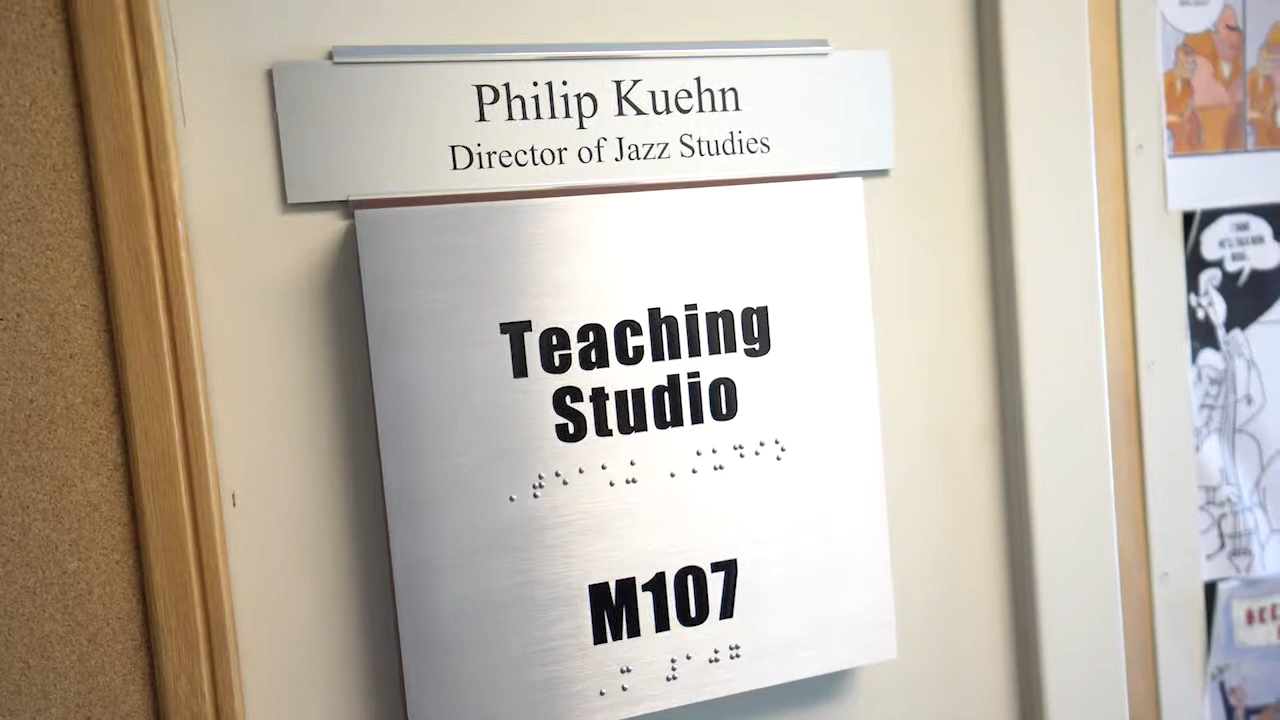 Philip Kuehn
Director of Jazz Studies
Teaching
Studio
M107